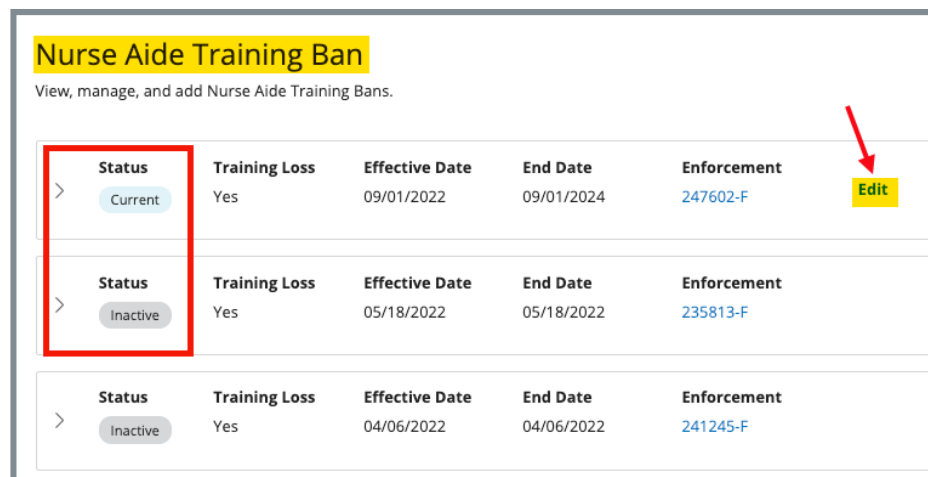 Nurse Aide Training Ban
View, manage, and add Nurse Aide Training Bans.
Status Training Loss Effective Date End Date Enforcement
Current Yes 09/01/2022 09/01/2024 247602-F Edit
Status Training Loss Effective Date End Date Enforcement
Inactive Yes 05/18/2022 05/18/2022 235813-F
Status Training Loss Effective Date End Date Enforcement
Inactive Yes 04/06/2022 04/06/2022 241245-F